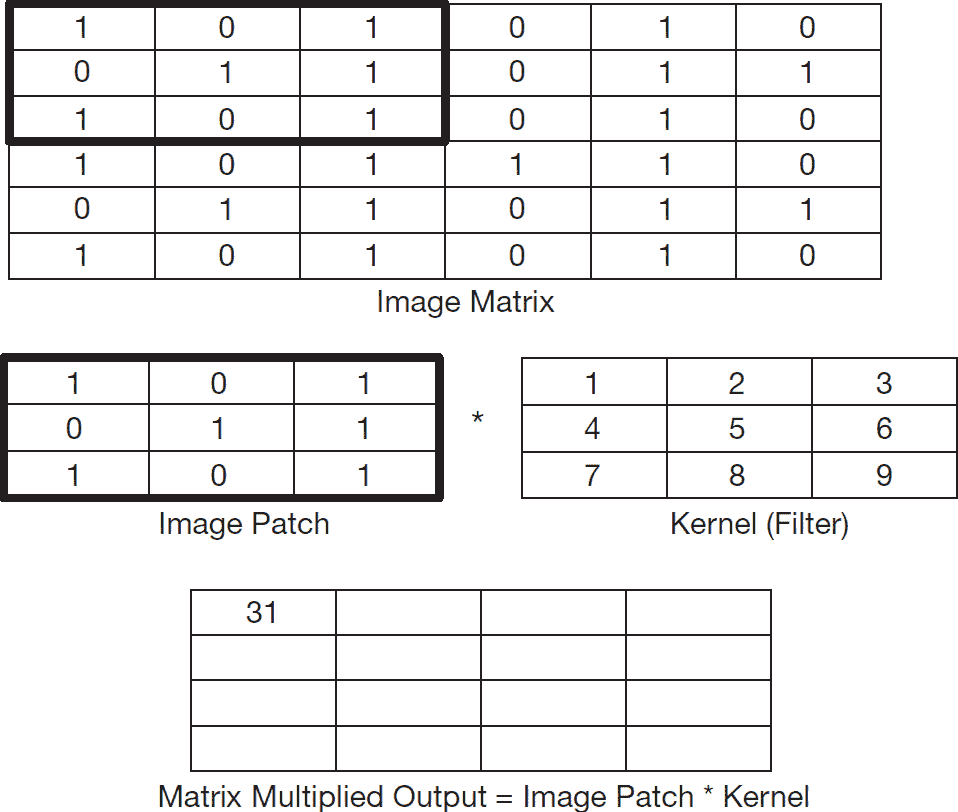 1 0 1 0 1 0
0 1 1 0 1 1
1 0 1 0 1 0
1 0 1 1 1 0
0 1 1 0 1 1
1 0 1 0 1 0
Image Matrix
1 0 1 * 1 2 3
0 1 1 4 5 6
1 0 1 7 8 9
Image Patch Kernel (Filter)
31
Matrix Multiplied Output = Image Patch * Kernel